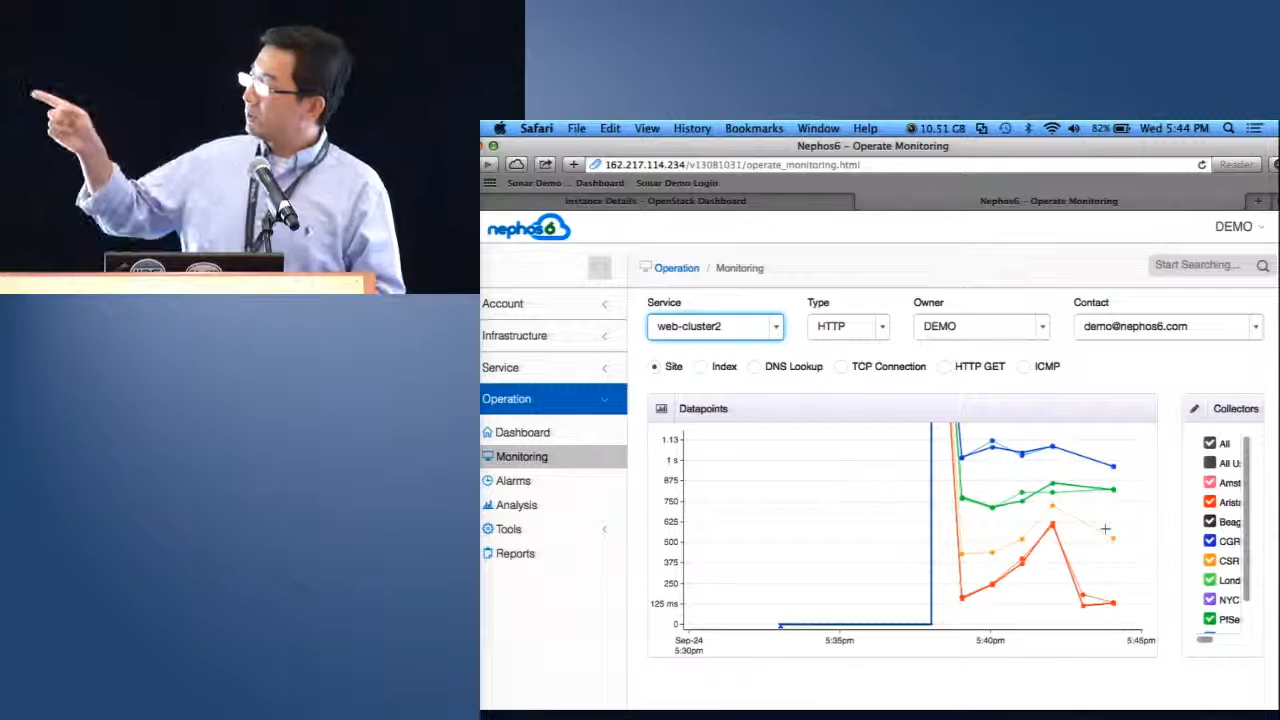 Safari File Edit View History Bookmarks Window Help 10.51 GB 82% Wed 5:44 PM
Nephos6 - Operate Monitoring
162.217.114.234/v13081031/operate_monitoring.html Reader
Sonar Demo ... Dashboard Sonar Demo Login
Instance Details - OpenStack Dashboard Nephos6 - Operate Monitoring
nephos6 DEMO
Operation / Monitoring Start Searching...
Account
Infrastructure
Service
Operation
Dashboard
Monitoring
Alarms
Analysis
Tools
Reports
Service Type Owner Contact
web-cluster2 HTTP DEMO demo@nephos6.com
Site Index DNS Lookup TCP Connection HTTP GET ICMP
Datapoints
1.13
1 s
875
750
625
500
375
250
125 ms
0
Sep-24 5:35pm 5:40pm 5:45pm
5:30pm
Collectors
All
All U
Amst
Arista
Beag
CGR
CSR
Lond
NYC
PfSe